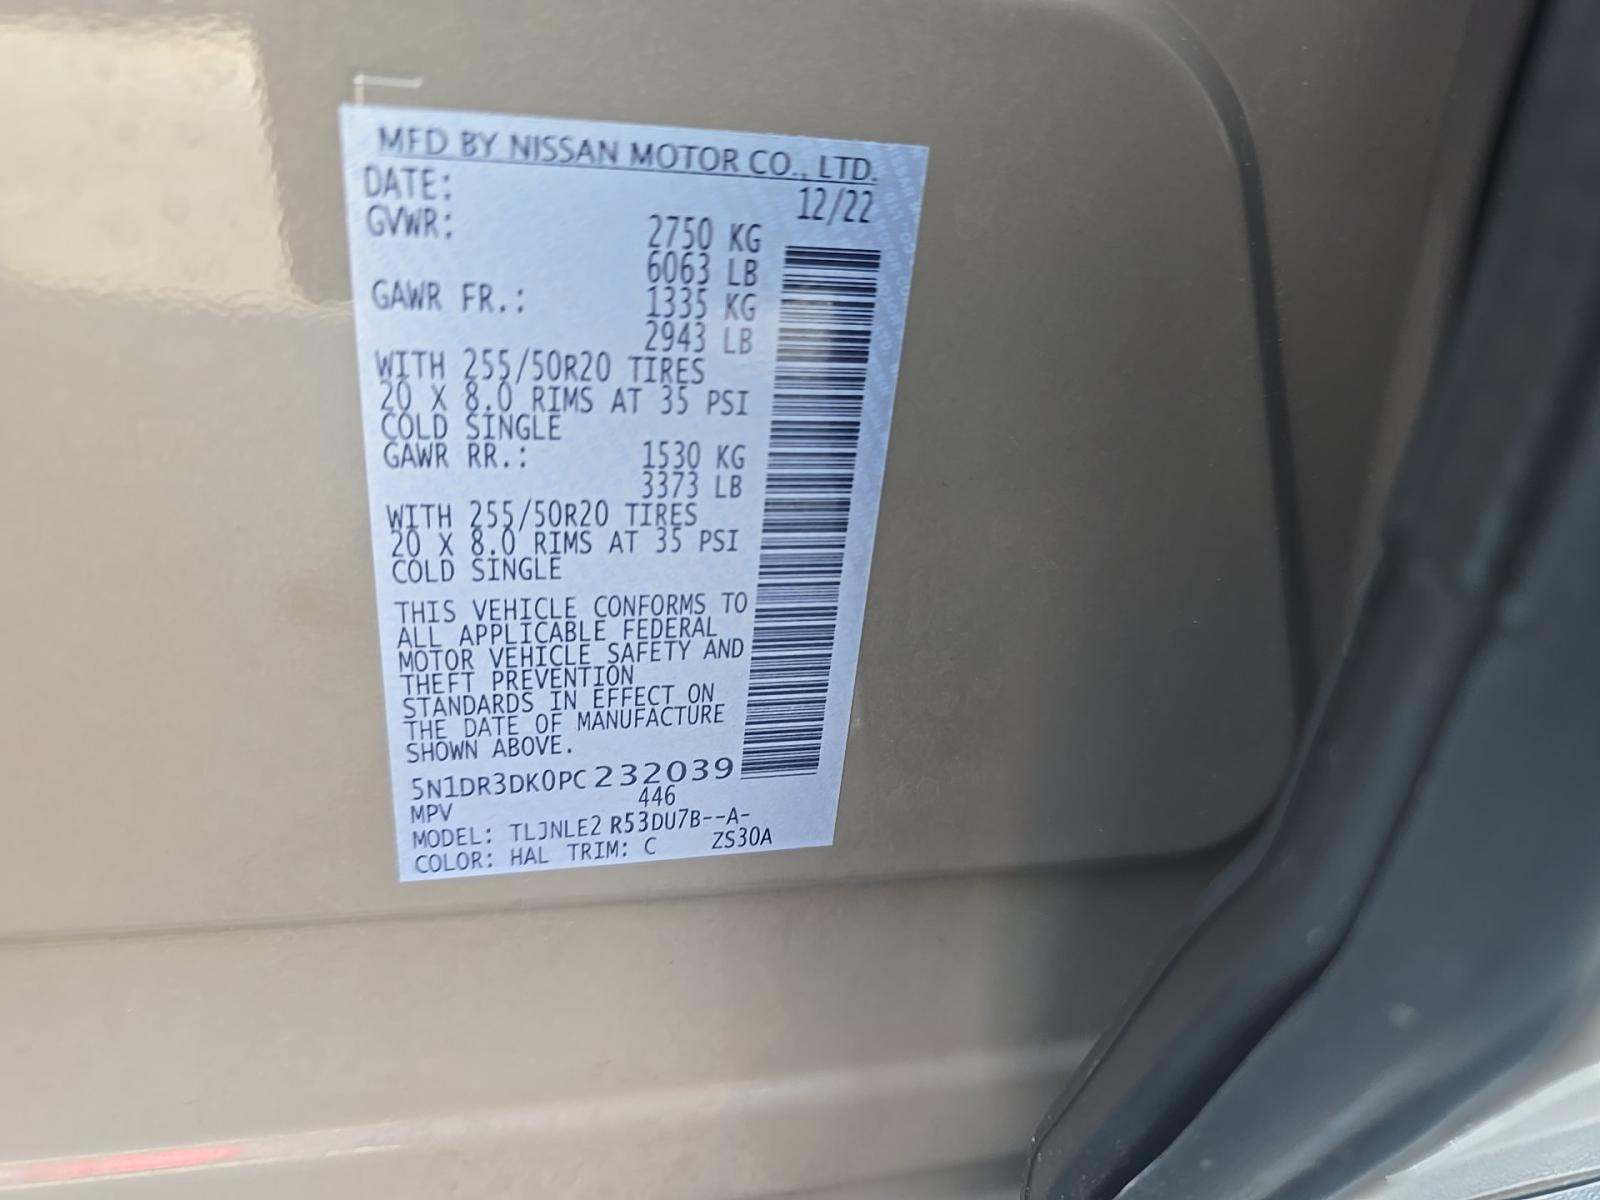 MFD BY NISSAN MOTOR CO., LTD.
DATE: 12/22
GVWR: 2750 KG
6063 LB
GAWR FR.: 1335 KG
2943 LB
WITH 255/50R20 TIRES
20 X 8.0 RIMS AT 35 PSI
COLD SINGLE
GAWR RR.: 1530 KG
3373 LB
WITH 255/50R20 TIRES
20 X 8.0 RIMS AT 35 PSI
COLD SINGLE
THIS VEHICLE CONFORMS TO
ALL APPLICABLE FEDERAL
MOTOR VEHICLE SAFETY AND
THEFT PREVENTION
STANDARDS IN EFFECT ON
THE DATE OF MANUFACTURE
SHOWN ABOVE.
5N1DR3DK0PC232039
MPV 446
MODEL: TLJNLE2 R53DU7B--A-
COLOR: HAL TRIM: C ZS30A